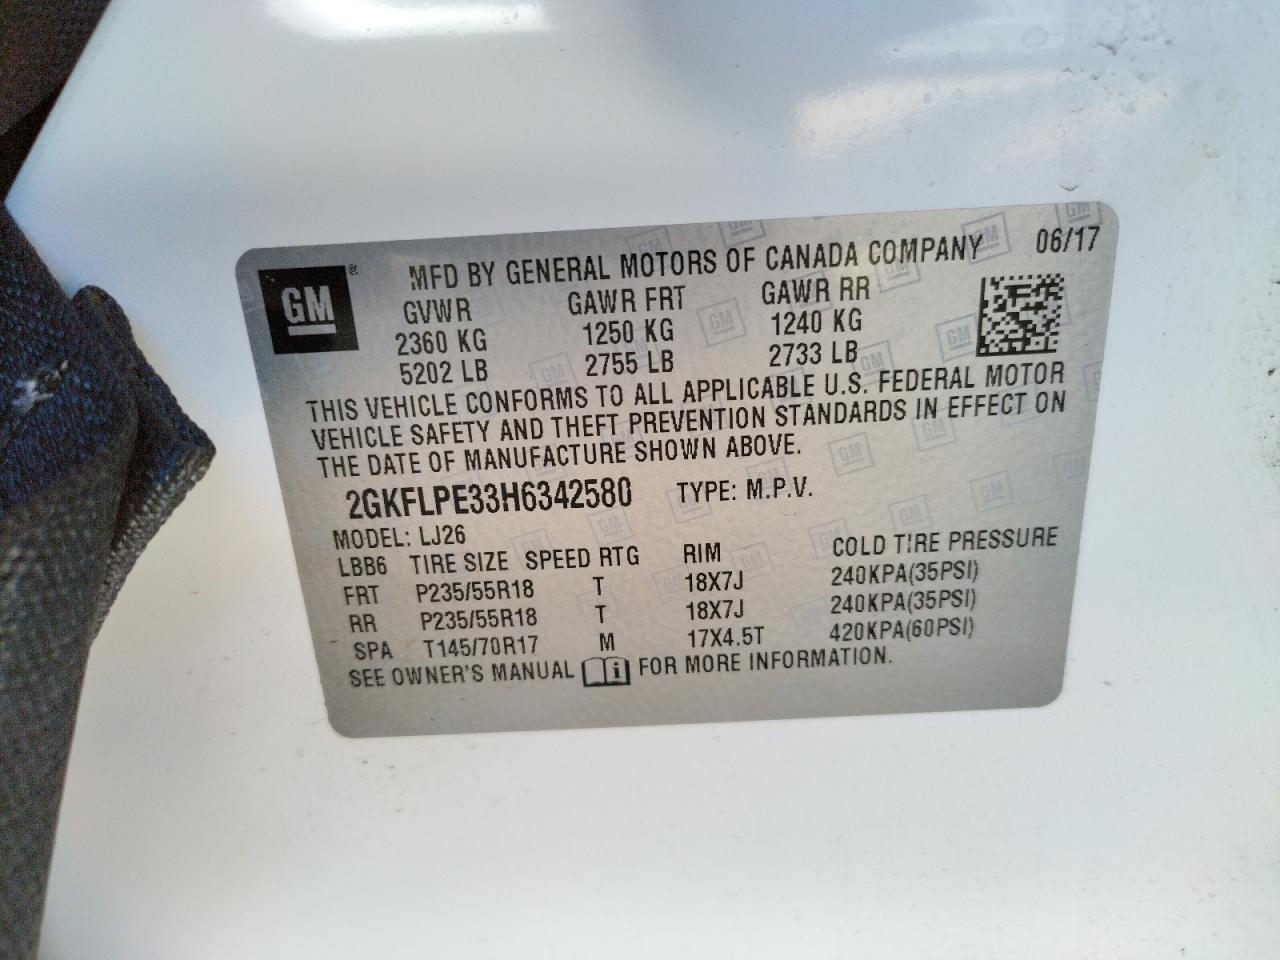 GM ® MFD BY GENERAL MOTORS OF CANADA COMPANY 06/17
GVWR GAWR FRT GAWR RR
2360 KG 1250 KG 1240 KG
5202 LB 2755 LB 2733 LB
THIS VEHICLE CONFORMS TO ALL APPLICABLE U.S. FEDERAL MOTOR
VEHICLE SAFETY AND THEFT PREVENTION STANDARDS IN EFFECT ON
THE DATE OF MANUFACTURE SHOWN ABOVE.
2GKFLPE33H6342580 TYPE: M.P.V.
MODEL: LJ26
LBB6 TIRE SIZE SPEED RTG RIM COLD TIRE PRESSURE
FRT P235/55R18 T 18X7J 240KPA(35PSI)
RR P235/55R18 T 18X7J 240KPA(35PSI)
SPA T145/70R17 M 17X4.5T 420KPA(60PSI)
SEE OWNER'S MANUAL i FOR MORE INFORMATION.